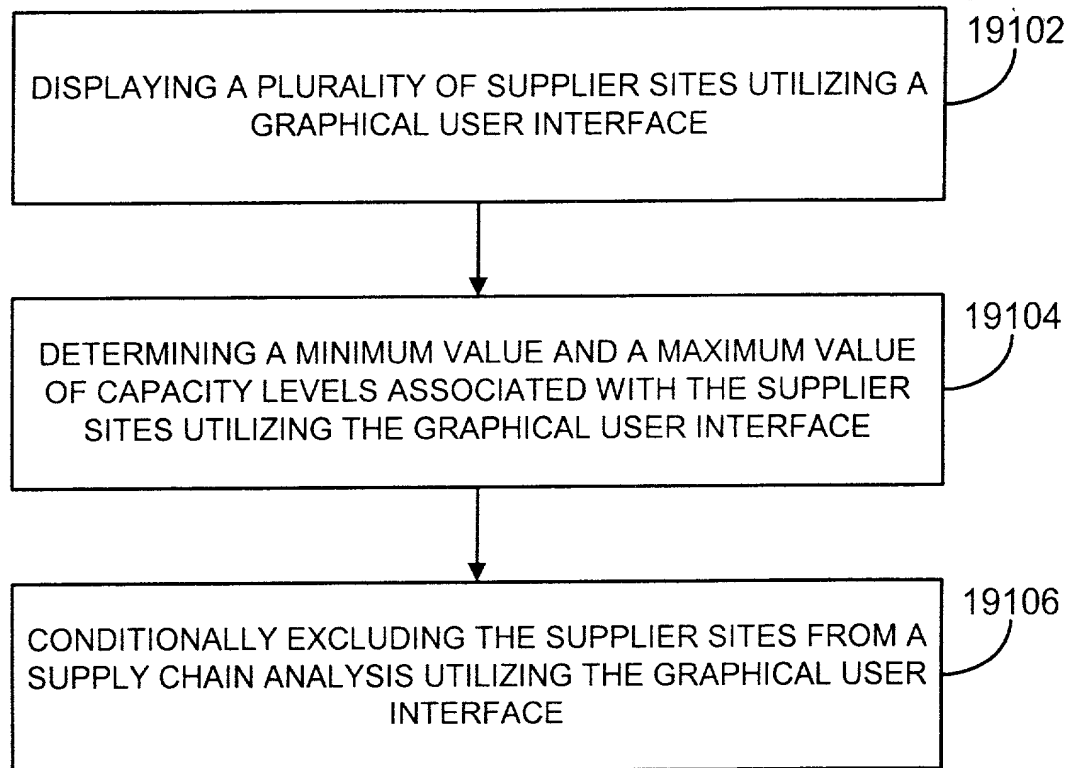 19102
DISPLAYING A PLURALITY OF SUPPLIER SITES UTILIZING A
GRAPHICAL USER INTERFACE
19104
DETERMINING A MINIMUM VALUE AND A MAXIMUM VALUE
OF CAPACITY LEVELS ASSOCIATED WITH THE SUPPLIER
SITES UTILIZING THE GRAPHICAL USER INTERFACE
19106
CONDITIONALLY EXCLUDING THE SUPPLIER SITES FROM A
SUPPLY CHAIN ANALYSIS UTILIZING THE GRAPHICAL USER
INTERFACE